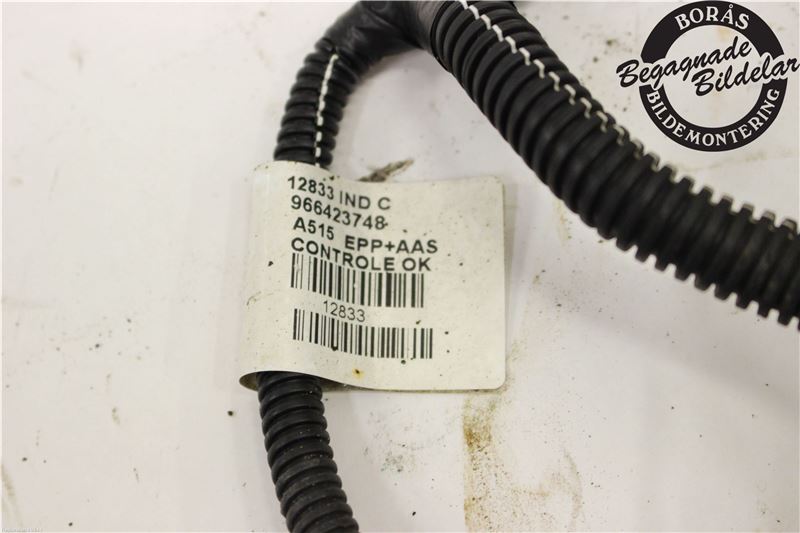 BORÅS
Begagnade
Bildelar
BILDEMONTERING
12833 IND C
966423748
A515 EPP+AAS
CONTROLE OK
12833